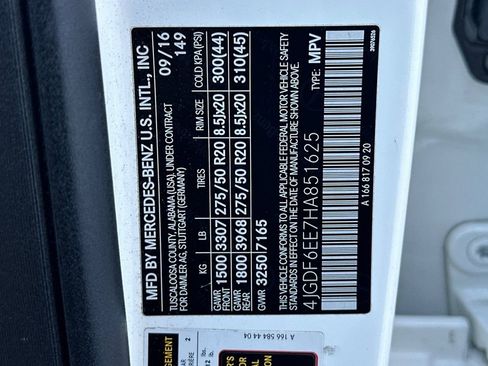 MFD. BY MERCEDES-BENZ U.S. INTL., INC
TUSCALOOSA COUNTY, ALABAMA (USA), UNDER CONTRACT
FOR DAIMLER AG, STUTTGART (GERMANY)
09/16
149
KG LB TIRES RIM SIZE COLD KPA/(PSI)
GAWR FRONT 1500 3307 275/50 R20 8.5Jx20 300(44)
GAWR REAR 1800 3968 275/50 R20 8.5Jx20 310(45)
GVWR 3250 7165
THIS VEHICLE CONFORMS TO ALL APPLICABLE FEDERAL MOTOR VEHICLE SAFETY
STANDARDS IN EFFECT ON THE DATE OF MANUFACTURE SHOWN ABOVE.
TYPE: MPV
4JGDF6EE7HA851625
A 166 817 09 20
A 166 584 44 04
2